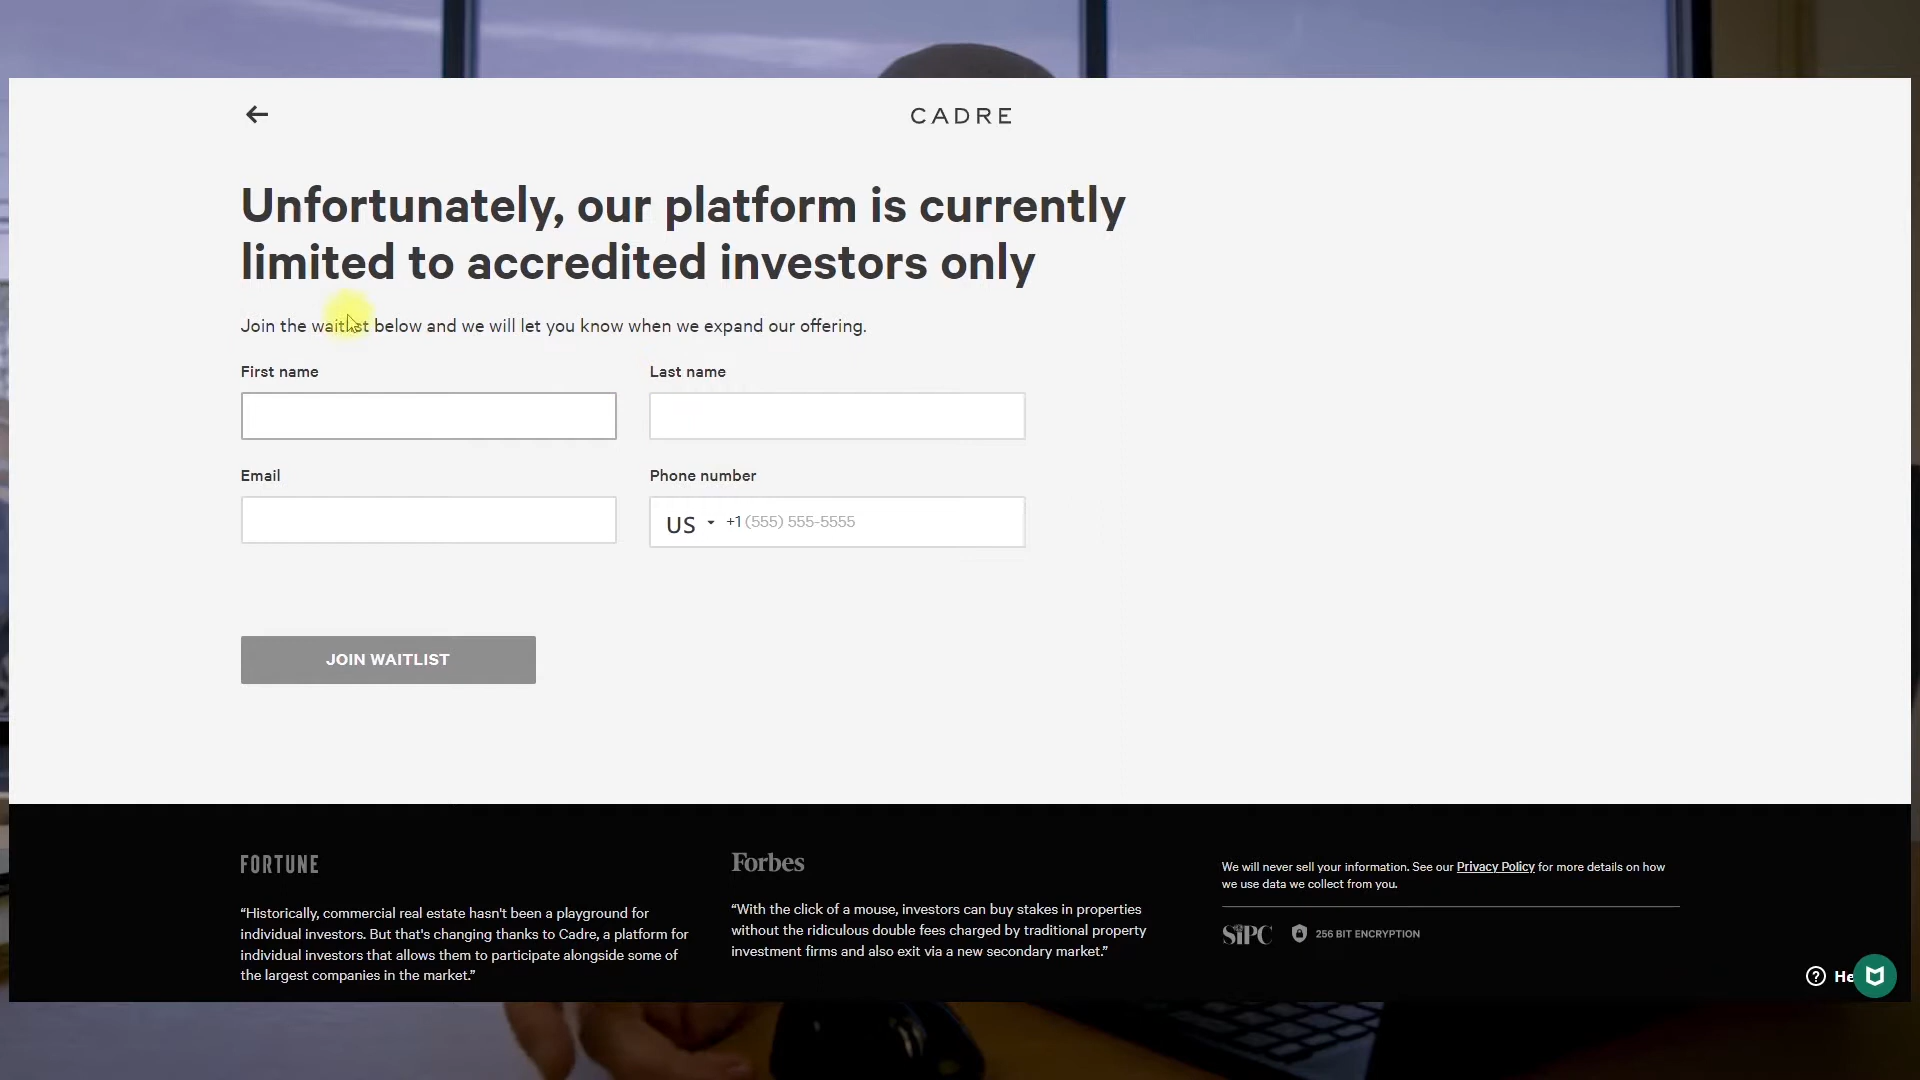 CADRE
Unfortunately, our platform is currently
limited to accredited investors only
Join the waitlist below and we will let you know when we expand our offering.
First name
Last name
Email
Phone number
US +1 (555) 555-5555
JOIN WAITLIST
FORTUNE
“Historically, commercial real estate hasn't been a playground for
individual investors. But that's changing thanks to Cadre, a platform for
individual investors that allows them to participate alongside some of
the largest companies in the market.”
Forbes
“With the click of a mouse, investors can buy stakes in properties
without the ridiculous double fees charged by traditional property
investment firms and also exit via a new secondary market.”
We will never sell your information. See our Privacy Policy for more details on how
we use data we collect from you.
SIPC 256 BIT ENCRYPTION
He